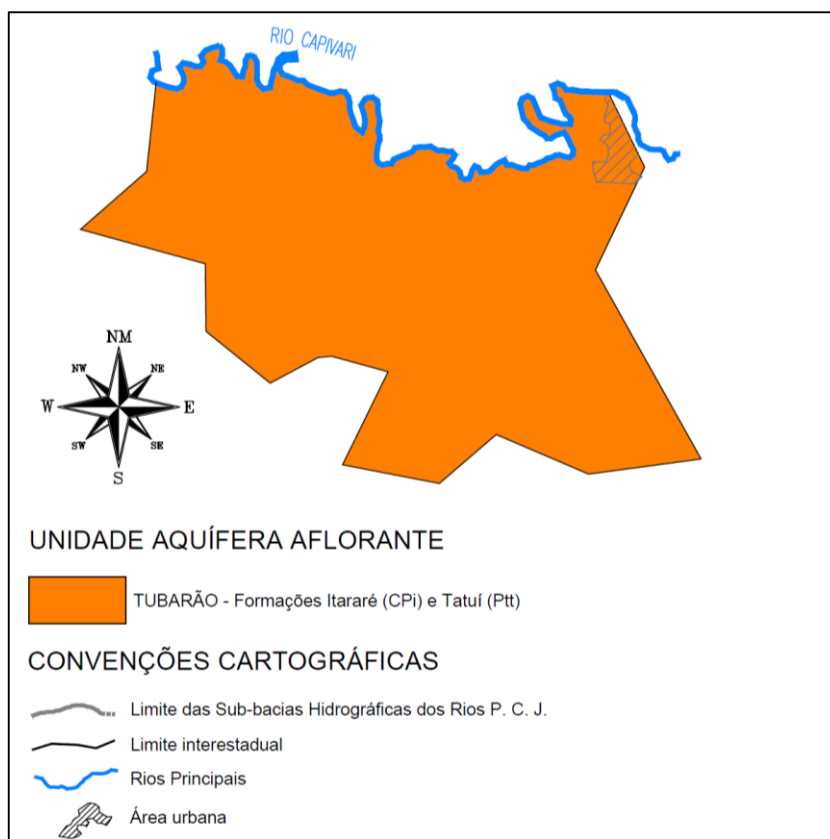 RIO CAPIVARI
NM
NW
NE
W
E
SW
SE
S
UNIDADE AQUÍFERA AFLORANTE
TUBARÃO - Formações Itararé (CPi) e Tatuí (Ptt)
CONVENÇÕES CARTOGRÁFICAS
Limite das Sub-bacias Hidrográficas dos Rios P. C. J.
Limite interestadual
Rios Principais
Área urbana